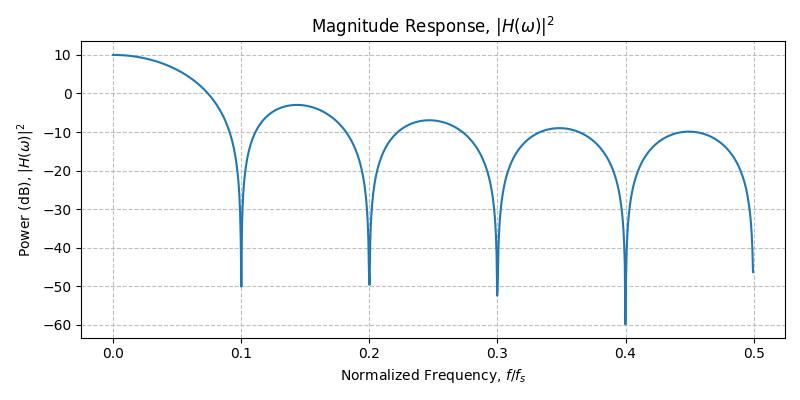 Magnitude Response, |H(ω)|²
Power (dB), |H(ω)|²
10
0
−10
−20
−30
−40
−50
−60
0.0 0.1 0.2 0.3 0.4 0.5
Normalized Frequency, f/fₛ